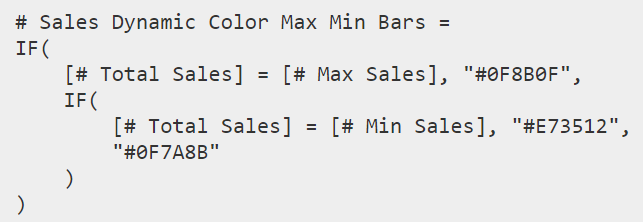 # Sales Dynamic Color Max Min Bars =
IF(
    [# Total Sales] = [# Max Sales], "#0F8B0F",
    IF(
        [# Total Sales] = [# Min Sales], "#E73512",
        "#0F7A8B"
    )
)